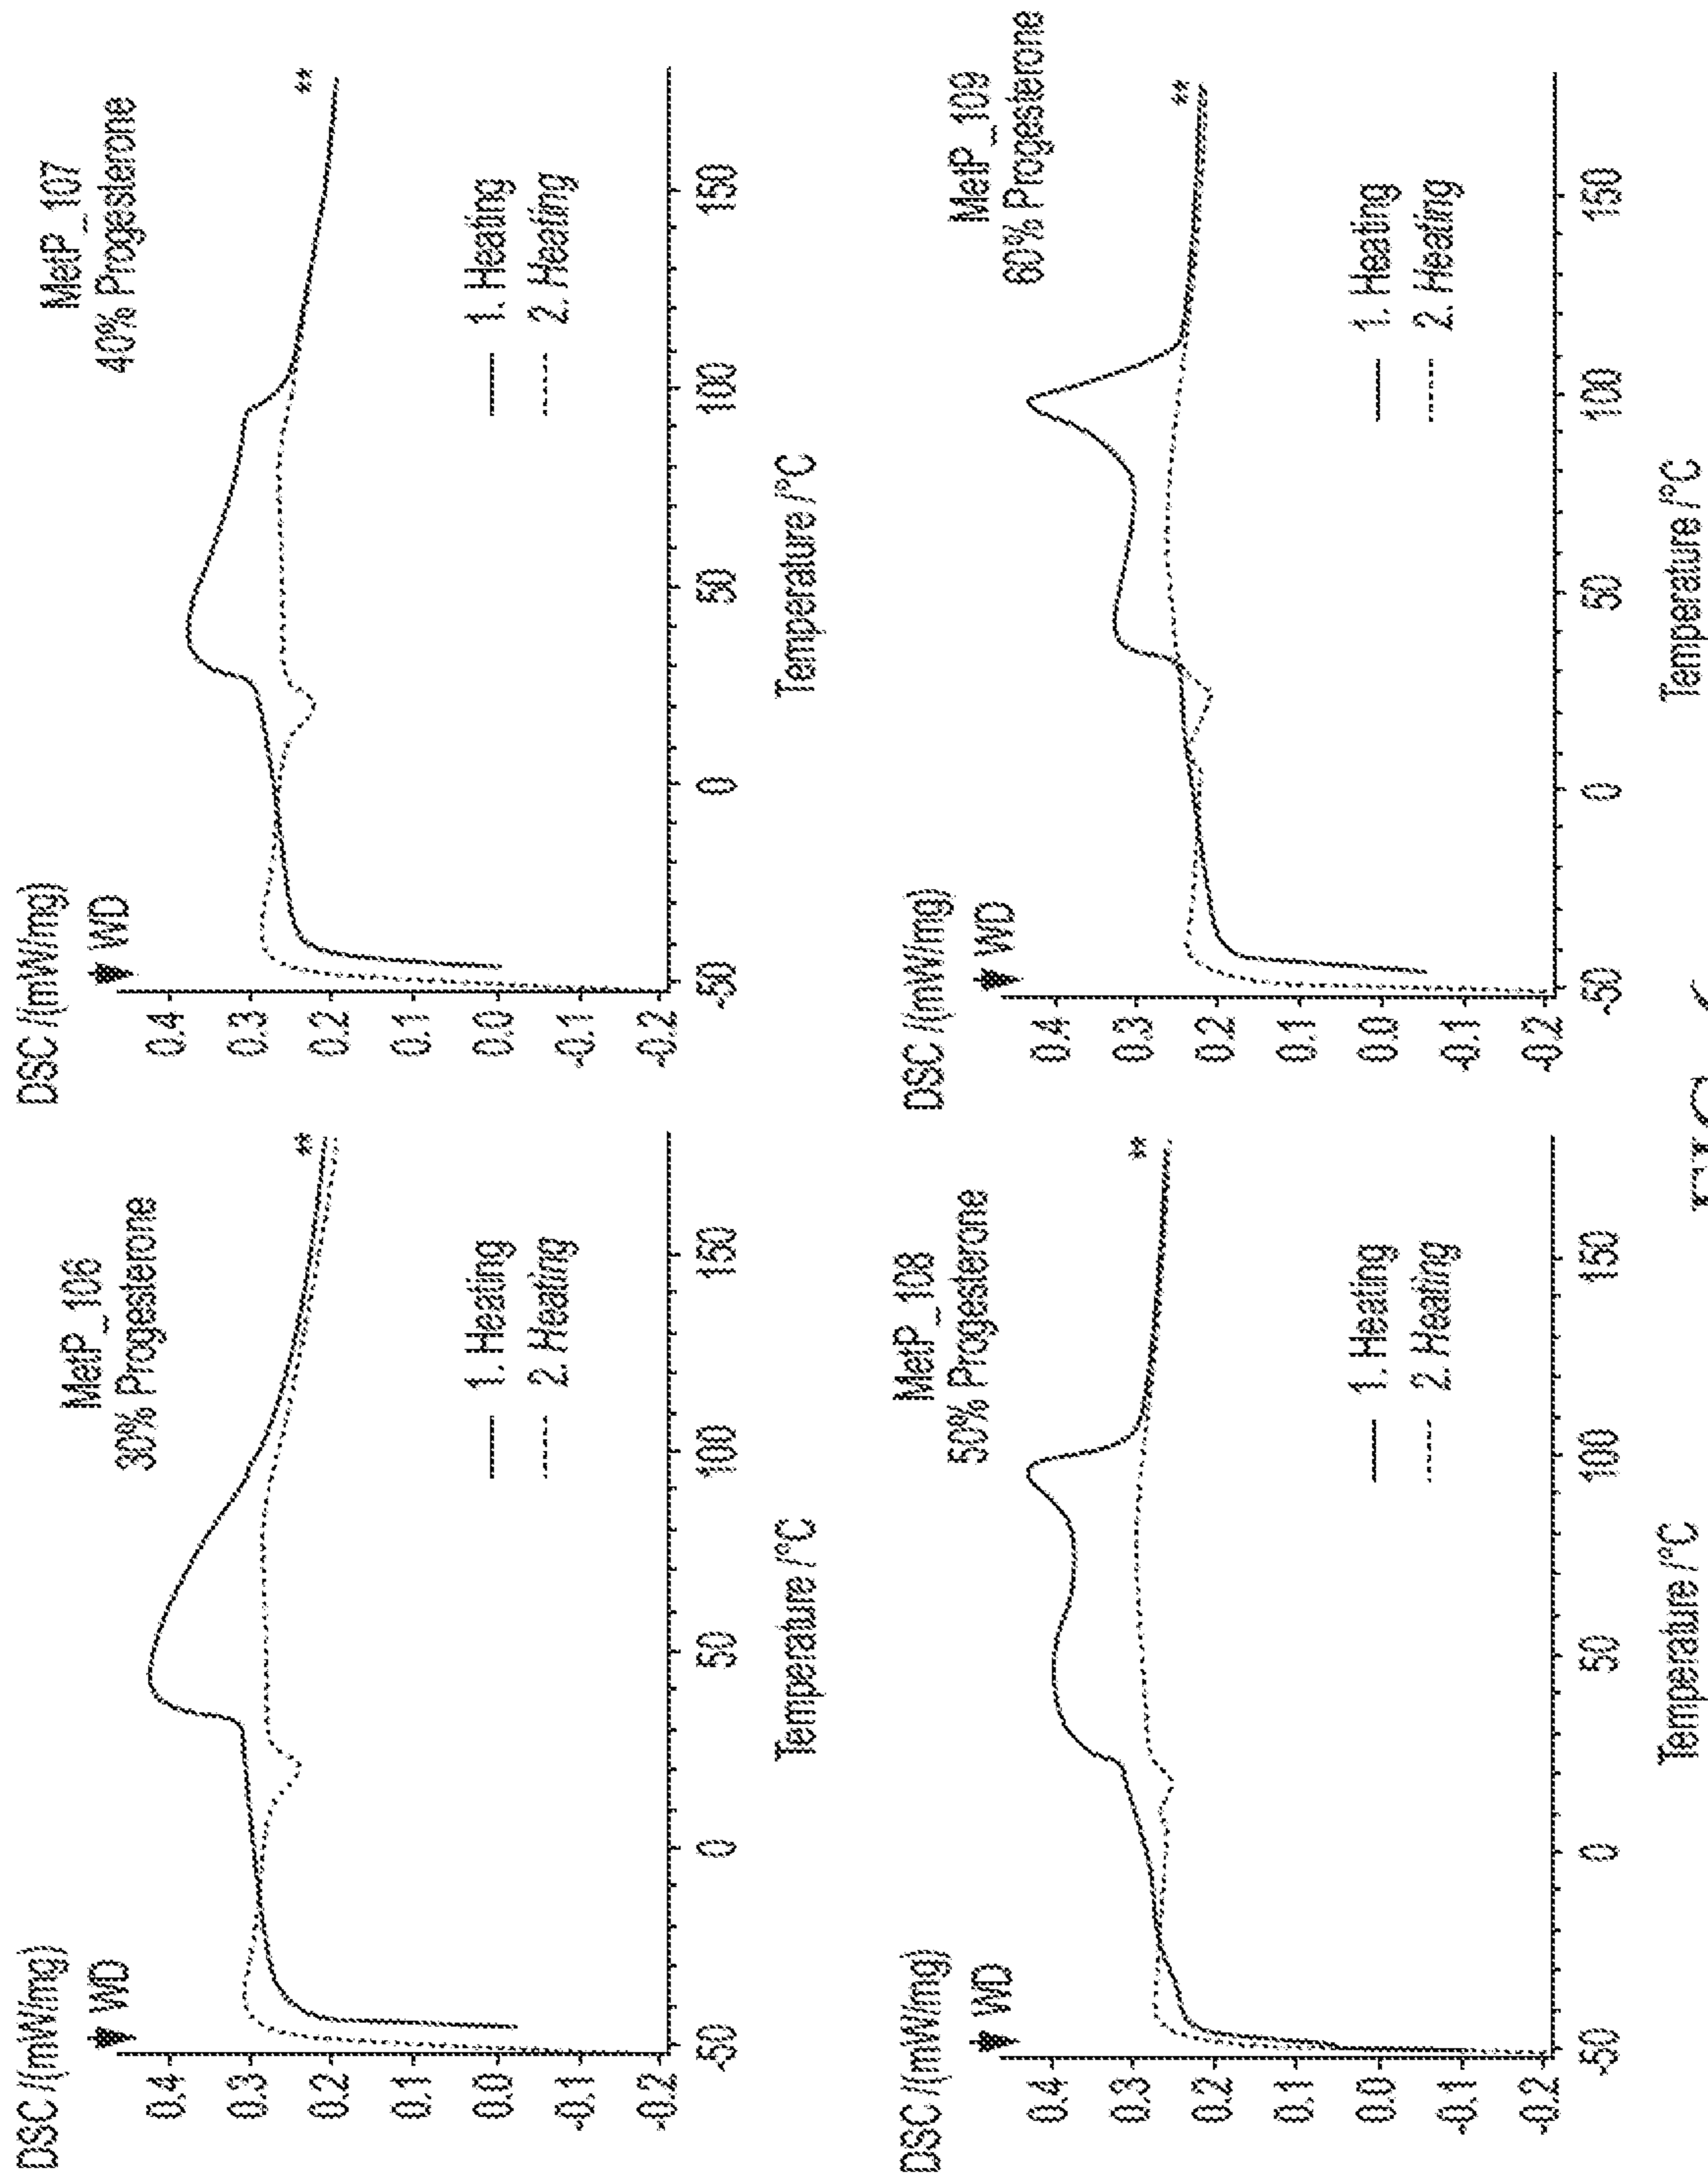 DSC /(mW/mg)
WD
MetP_106
30% Progesterone
**
0.4
0.3
0.2
0.1
0.0
-0.1
-0.2
1. Heating
2. Heating
-50 0 50 100 150
Temperature /°C
DSC /(mW/mg)
WD
MetP_107
40% Progesterone
**
0.4
0.3
0.2
0.1
0.0
-0.1
-0.2
1. Heating
2. Heating
-50 0 50 100 150
Temperature /°C
DSC /(mW/mg)
WD
MetP_108
50% Progesterone
**
0.4
0.3
0.2
0.1
0.0
-0.1
-0.2
1. Heating
2. Heating
-50 0 50 100 150
Temperature /°C
DSC /(mW/mg)
WD
MetP_109
60% Progesterone
**
0.4
0.3
0.2
0.1
0.0
-0.1
-0.2
1. Heating
2. Heating
-50 0 50 100 150
Temperature /°C